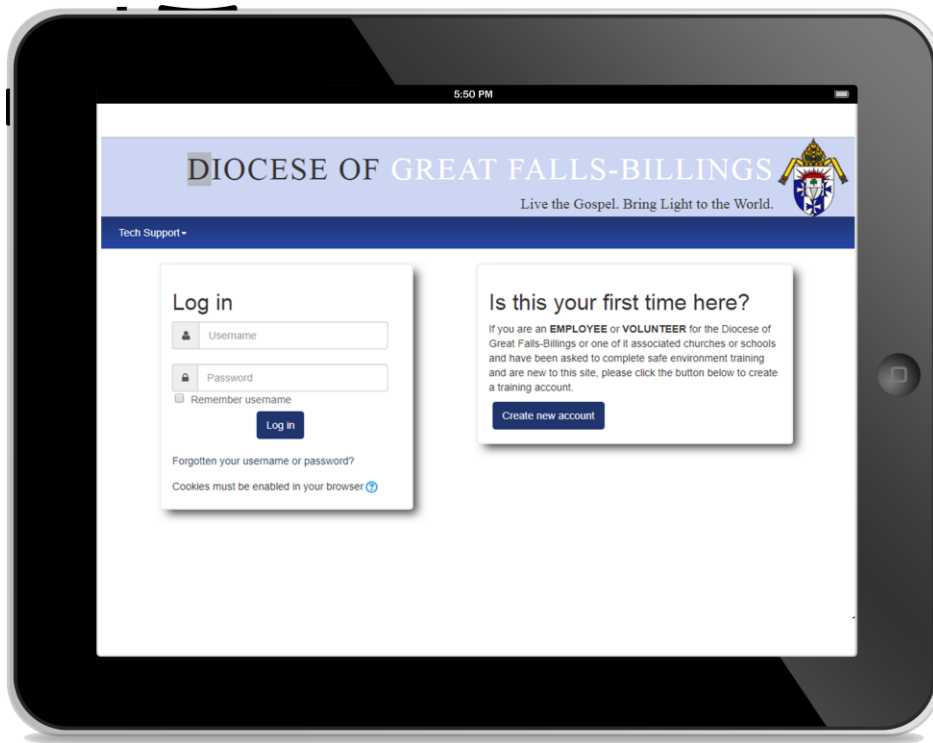 5:50 PM
DIOCESE OF GREAT FALLS-BILLINGS
Live the Gospel. Bring Light to the World.
Tech Support
Log in
Username
Password
Remember username
Log in
Forgotten your username or password?
Cookies must be enabled in your browser ?
Is this your first time here?
If you are an EMPLOYEE or VOLUNTEER for the Diocese of
Great Falls-Billings or one of it associated churches or schools
and have been asked to complete safe environment training
and are new to this site, please click the button below to create
a training account.
Create new account